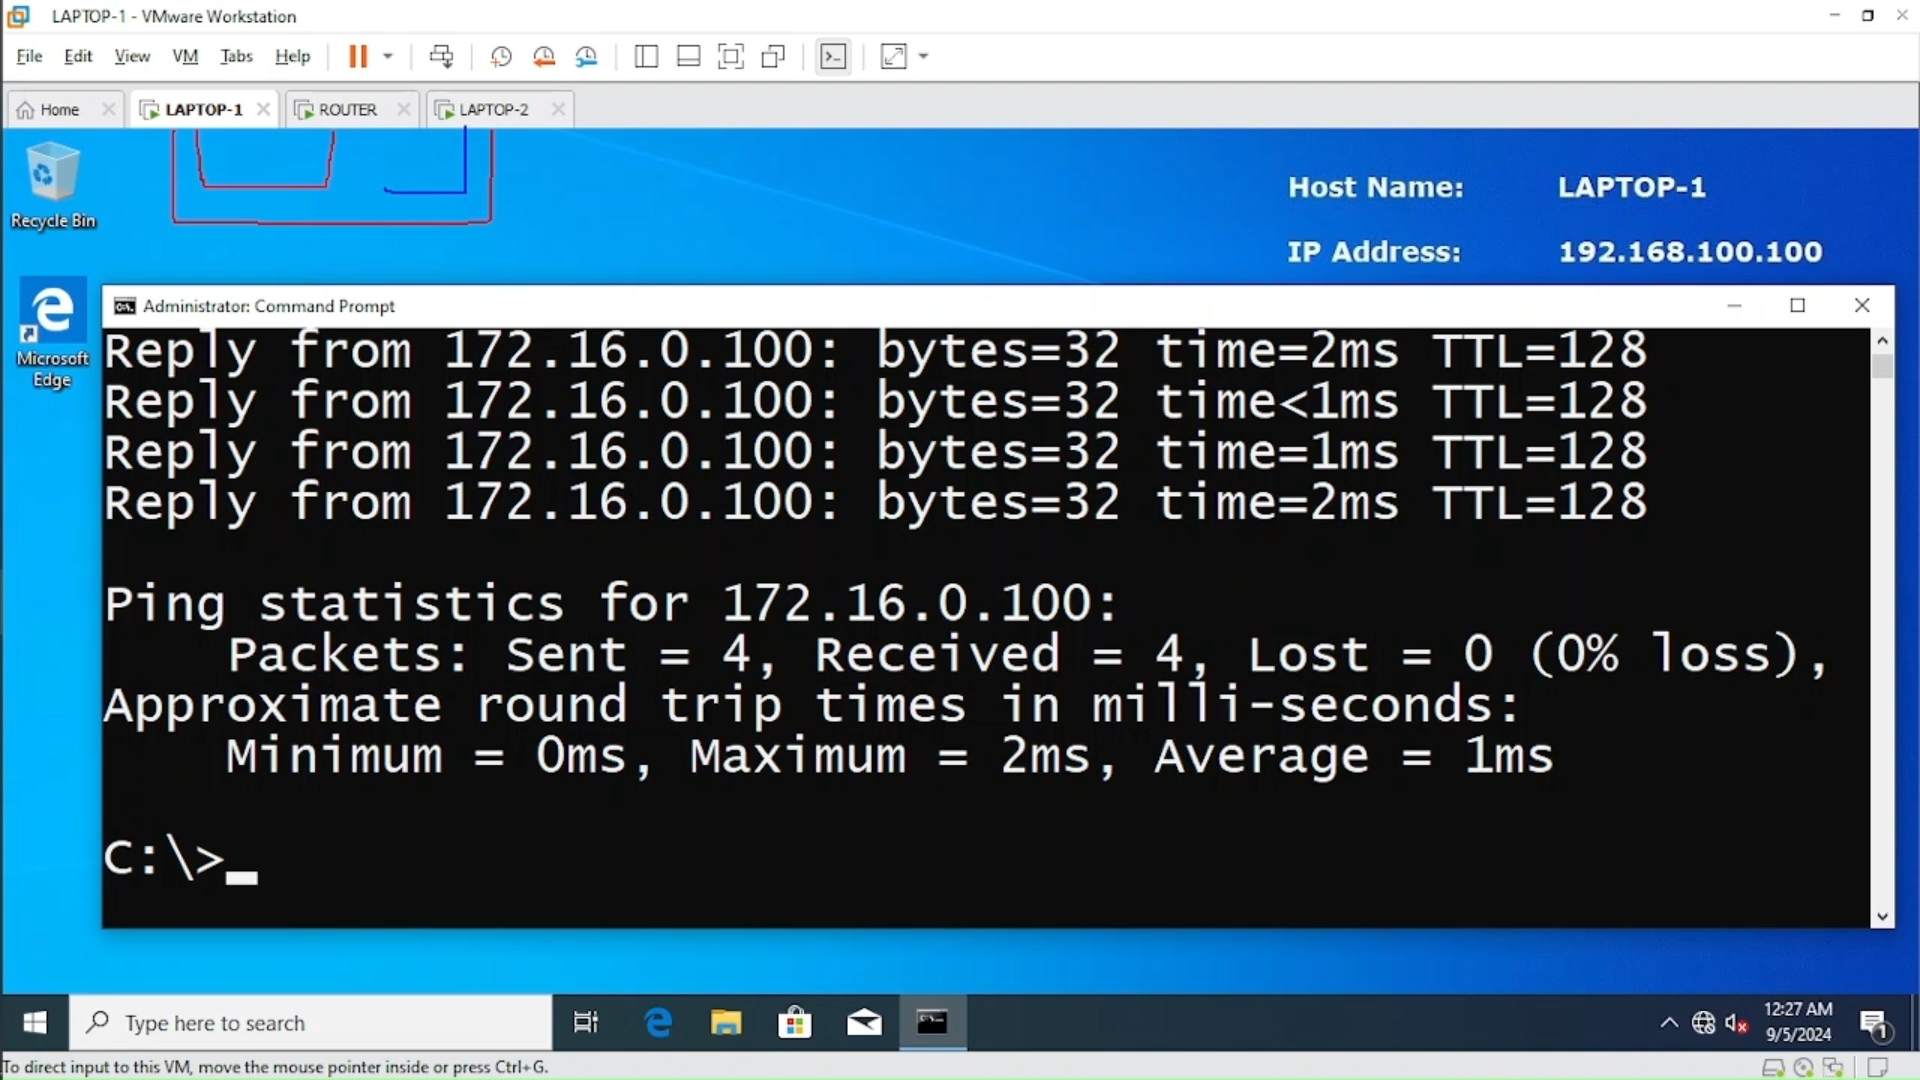 LAPTOP-1 - VMware Workstation
File Edit View VM Tabs Help
Home LAPTOP-1 ROUTER LAPTOP-2
Recycle Bin
Host Name: LAPTOP-1
IP Address: 192.168.100.100
Microsoft
Edge
Administrator: Command Prompt
Reply from 172.16.0.100: bytes=32 time=2ms TTL=128
Reply from 172.16.0.100: bytes=32 time<1ms TTL=128
Reply from 172.16.0.100: bytes=32 time=1ms TTL=128
Reply from 172.16.0.100: bytes=32 time=2ms TTL=128
Ping statistics for 172.16.0.100:
Packets: Sent = 4, Received = 4, Lost = 0 (0% loss),
Approximate round trip times in milli-seconds:
Minimum = 0ms, Maximum = 2ms, Average = 1ms
C:\>
Type here to search
12:27 AM
9/5/2024
1
To direct input to this VM, move the mouse pointer inside or press Ctrl+G.